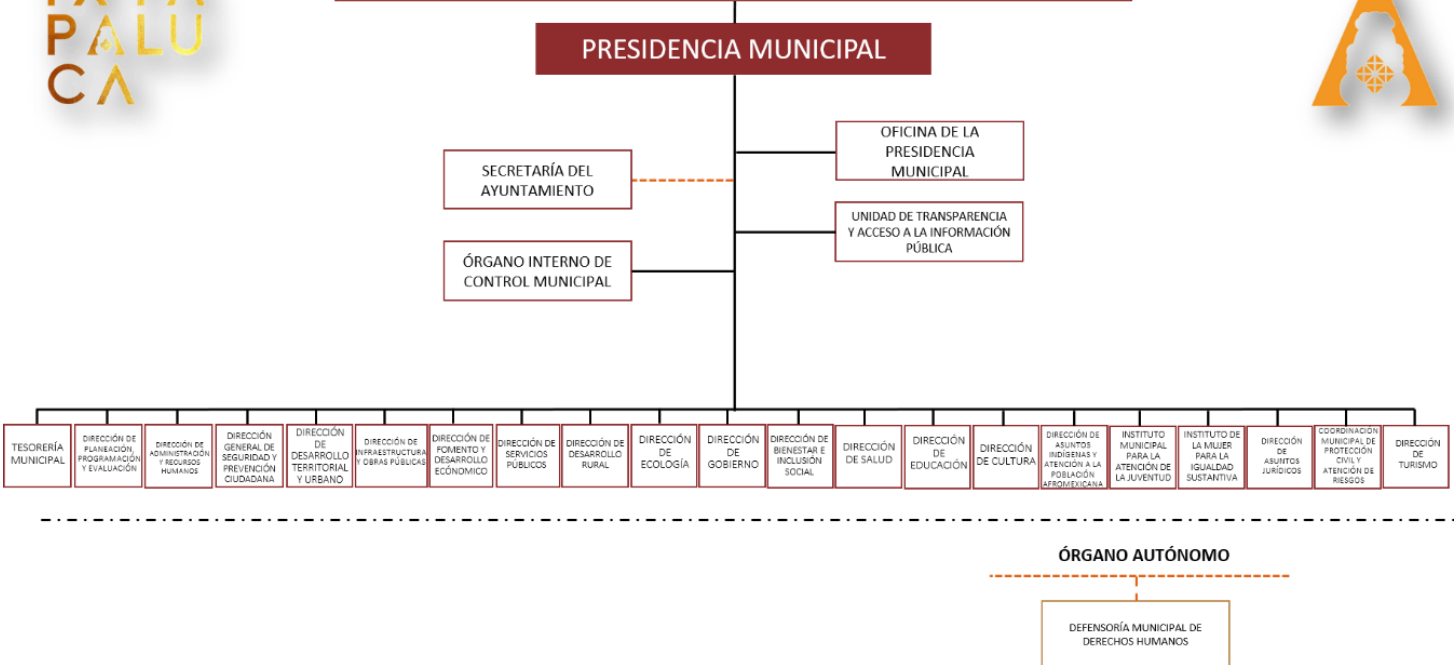 PALU
CA
PRESIDENCIA MUNICIPAL
OFICINA DE LA
PRESIDENCIA
MUNICIPAL
SECRETARÍA DEL
AYUNTAMIENTO
UNIDAD DE TRANSPARENCIA
Y ACCESO A LA INFORMACIÓN
PÚBLICA
ÓRGANO INTERNO DE
CONTROL MUNICIPAL
TESORERÍA
MUNICIPAL
DIRECCIÓN DE
PLANEACIÓN,
PROGRAMACIÓN
Y EVALUACIÓN
DIRECCIÓN DE
ADMINISTRACIÓN
Y RECURSOS
HUMANOS
DIRECCIÓN
GENERAL DE
SEGURIDAD Y
PREVENCIÓN
CIUDADANA
DIRECCIÓN
DE
DESARROLLO
TERRITORIAL
Y URBANO
DIRECCIÓN DE
INFRAESTRUCTURA
Y OBRAS PÚBLICAS
DIRECCIÓN DE
FOMENTO Y
DESARROLLO
ECÓNOMICO
DIRECCIÓN DE
SERVICIOS
PÚBLICOS
DIRECCIÓN DE
DESARROLLO
RURAL
DIRECCIÓN
DE
ECOLOGÍA
DIRECCIÓN
DE
GOBIERNO
DIRECCIÓN DE
BIENESTAR E
INCLUSIÓN
SOCIAL
DIRECCIÓN
DE SALUD
DIRECCIÓN
DE
EDUCACIÓN
DIRECCIÓN
DE CULTURA
DIRECCIÓN DE
ASUNTOS
INDÍGENAS Y
ATENCIÓN A LA
POBLACIÓN
AFROMEXICANA
INSTITUTO
MUNICIPAL
PARA LA
ATENCIÓN DE
LA JUVENTUD
INSTITUTO DE
LA MUJER
PARA LA
IGUALDAD
SUSTANTIVA
DIRECCIÓN
DE
ASUNTOS
JURÍDICOS
COORDINACIÓN
MUNICIPAL DE
PROTECCIÓN
CIVIL Y
ATENCIÓN DE
RIESGOS
DIRECCIÓN
DE
TURISMO
ÓRGANO AUTÓNOMO
DEFENSORÍA MUNICIPAL DE
DERECHOS HUMANOS